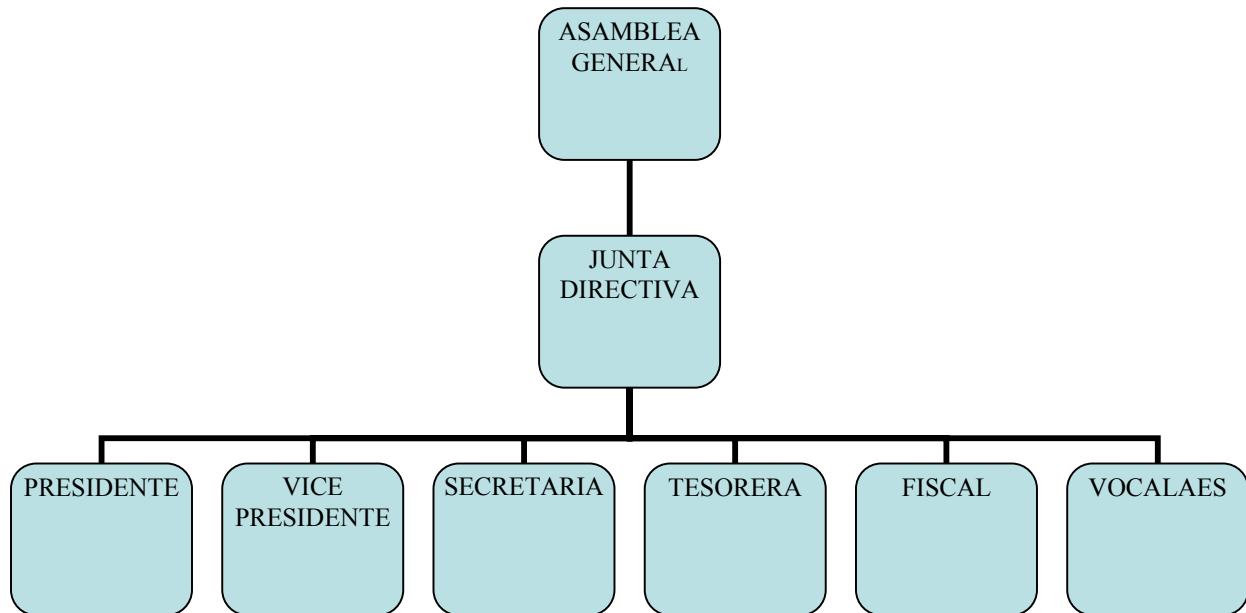 ASAMBLEA
GENERAL
JUNTA
DIRECTIVA
PRESIDENTE
VICE
PRESIDENTE
SECRETARIA
TESORERA
FISCAL
VOCALAES